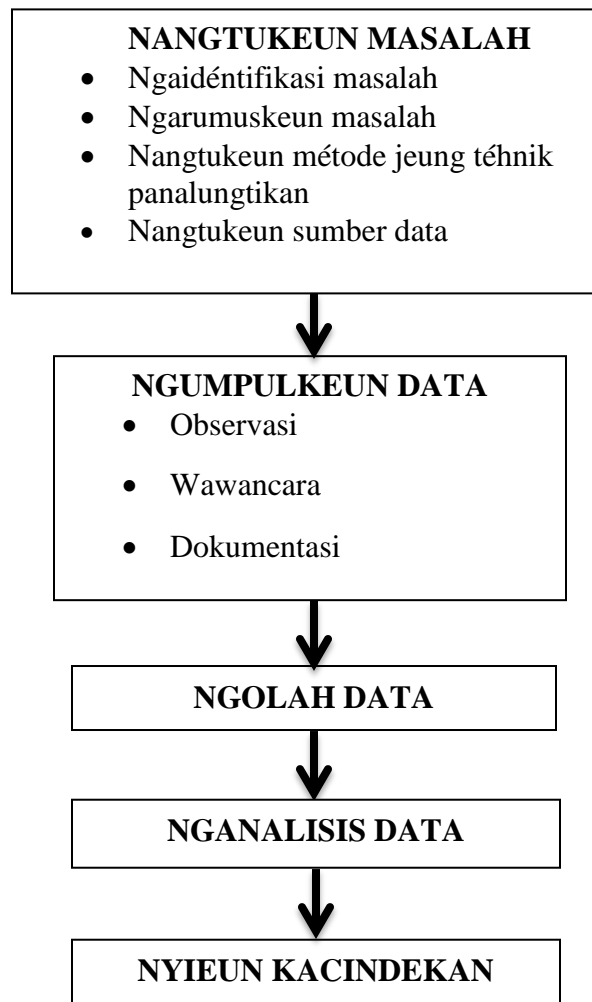 NANGTUKEUN MASALAH
• Ngaidéntifikasi masalah
• Ngarumuskeun masalah
• Nangtukeun métode jeung téhnik
panalungtikan
• Nangtukeun sumber data
NGUMPULKEUN DATA
• Observasi
• Wawancara
• Dokumentasi
NGOLAH DATA
NGANALISIS DATA
NYIEUN KACINDEKAN